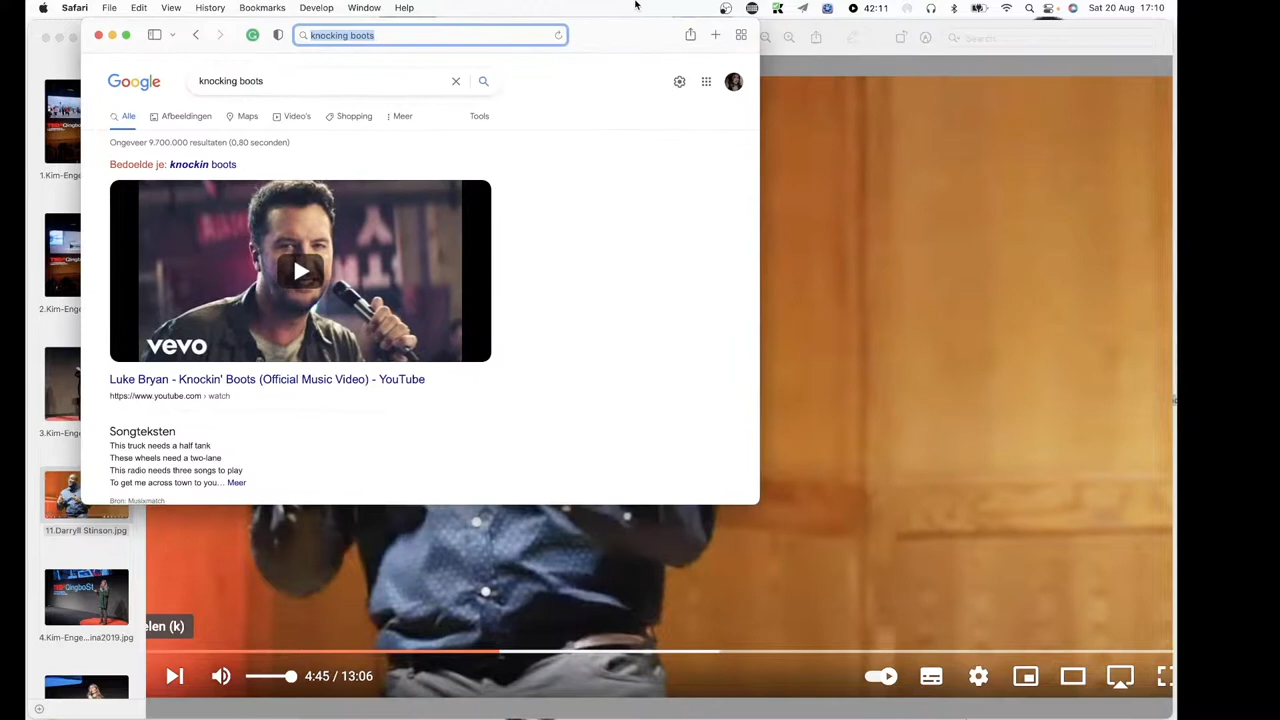 Safari File Edit View History Bookmarks Develop Window Help 42:11 Sat 20 Aug 17:10
knocking boots
Search
Google knocking boots
Alle Afbeeldingen Maps Video's Shopping Meer Tools
Ongeveer 9.700.000 resultaten (0,80 seconden)
Bedoelde je: knockin boots
vevo
Luke Bryan - Knockin' Boots (Official Music Video) - YouTube
https://www.youtube.com › watch
Songteksten
This truck needs a half tank
These wheels need a two-lane
This radio needs three songs to play
To get me across town to you… Meer
Bron: Musixmatch
1.Kim-Enge
2.Kim-Enge
3.Kim-Enge
11.Darryll Stinson.jpg
4.Kim-Enge...ina2019.jpg
elen (k)
4:45 / 13:06